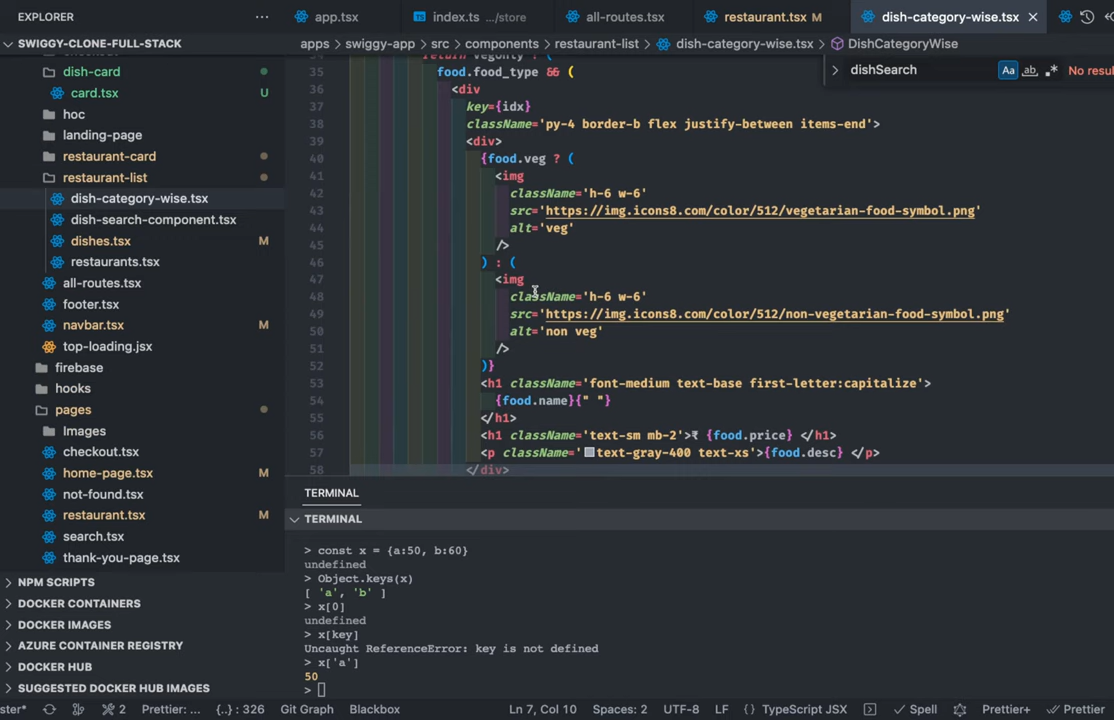 EXPLORER
SWIGGY-CLONE-FULL-STACK
dish-card
card.tsx U
hoc
landing-page
restaurant-card
restaurant-list
dish-category-wise.tsx
dish-search-component.tsx
dishes.tsx M
restaurants.tsx
all-routes.tsx
footer.tsx
navbar.tsx M
top-loading.jsx
firebase
hooks
pages
Images
checkout.tsx
home-page.tsx M
not-found.tsx
restaurant.tsx M
search.tsx
thank-you-page.tsx
NPM SCRIPTS
DOCKER CONTAINERS
DOCKER IMAGES
AZURE CONTAINER REGISTRY
DOCKER HUB
SUGGESTED DOCKER HUB IMAGES
app.tsx
index.ts .../store
all-routes.tsx
restaurant.tsx M
dish-category-wise.tsx
apps > swiggy-app > src > components > restaurant-list > dish-category-wise.tsx > DishCategoryWise
dishSearch Aa ab .* No resul
return vegOnly ? (
35 food.food_type && (
36 <div
37 key={idx}
38 className='py-4 border-b flex justify-between items-end'>
39 <div>
40 {food.veg ? (
41 <img
42 className='h-6 w-6'
43 src='https://img.icons8.com/color/512/vegetarian-food-symbol.png'
44 alt='veg'
45 />
46 ) : (
47 <img
48 className='h-6 w-6'
49 src='https://img.icons8.com/color/512/non-vegetarian-food-symbol.png'
50 alt='non veg'
51 />
52 )}
53 <h1 className='font-medium text-base first-letter:capitalize'>
54 {food.name}{" "}
55 </h1>
56 <h1 className='text-sm mb-2'>₹ {food.price} </h1>
57 <p className='text-gray-400 text-xs'>{food.desc} </p>
58 </div>
TERMINAL
TERMINAL
> const x = {a:50, b:60}
undefined
> Object.keys(x)
[ 'a', 'b' ]
> x[0]
undefined
> x[key]
Uncaught ReferenceError: key is not defined
> x['a']
50
>
ster* 2 Prettier: ... {..} : 326 Git Graph Blackbox Ln 7, Col 10 Spaces: 2 UTF-8 LF {} TypeScript JSX Spell Prettier+ Prettier